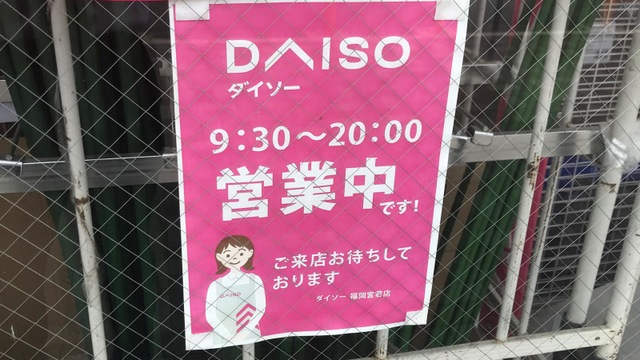 DAISO
ダイソー
9:30～20:00
営業中です!
ご来店お待ちして
おります
DAISO
ダイソー 福岡宮若店